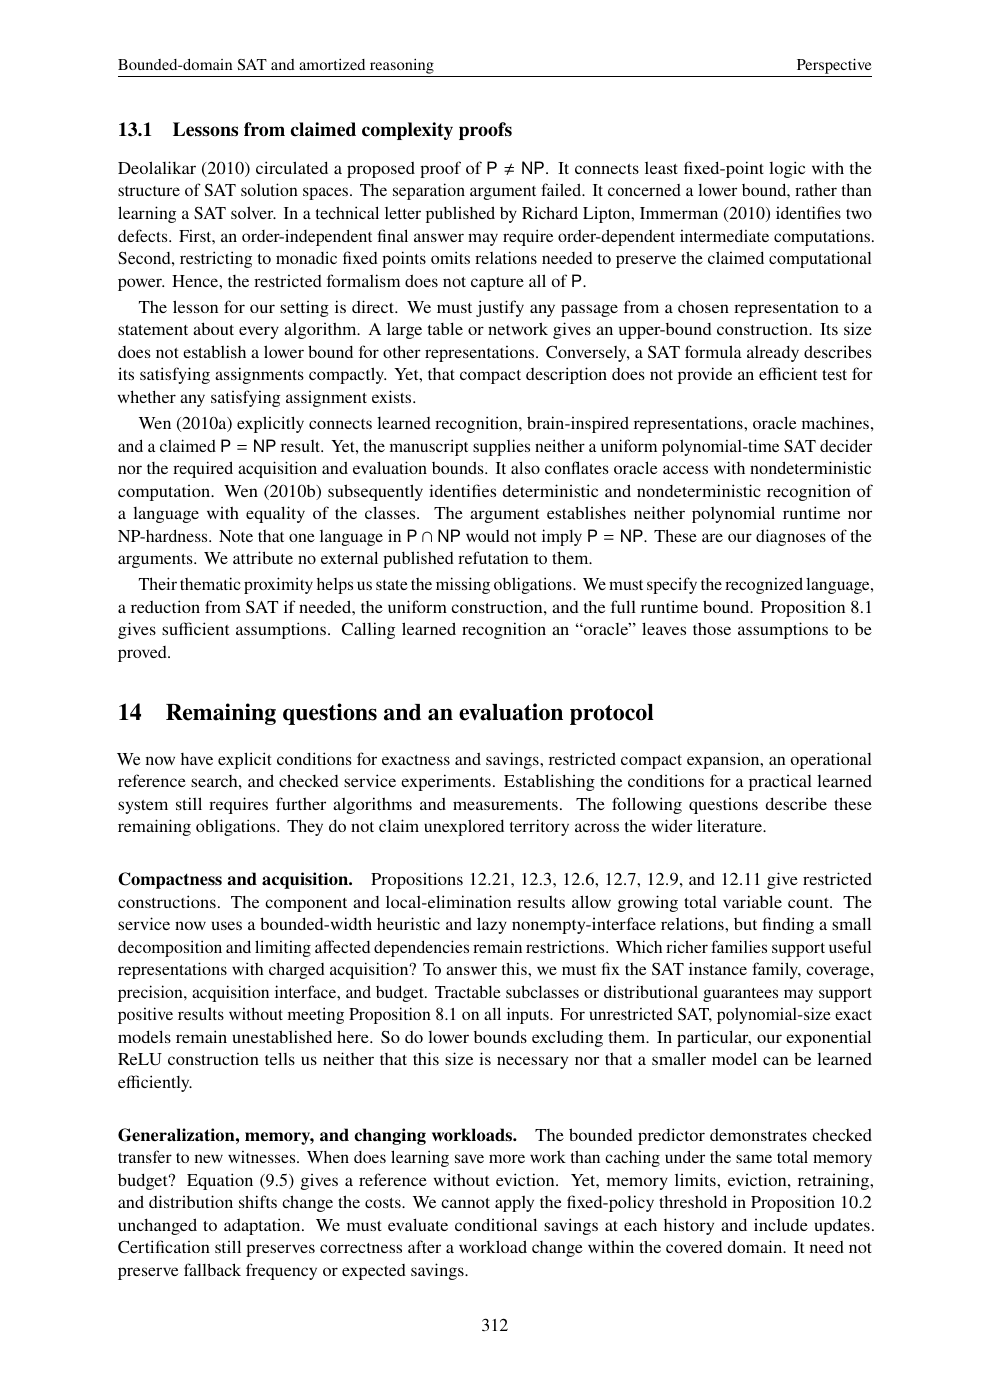 Bounded-domain SAT and amortized reasoning Perspective
13.1 Lessons from claimed complexity proofs
Deolalikar (2010) circulated a proposed proof of P ≠ NP. It connects least fixed-point logic with the
structure of SAT solution spaces. The separation argument failed. It concerned a lower bound, rather than
learning a SAT solver. In a technical letter published by Richard Lipton, Immerman (2010) identifies two
defects. First, an order-independent final answer may require order-dependent intermediate computations.
Second, restricting to monadic fixed points omits relations needed to preserve the claimed computational
power. Hence, the restricted formalism does not capture all of P.
The lesson for our setting is direct. We must justify any passage from a chosen representation to a
statement about every algorithm. A large table or network gives an upper-bound construction. Its size
does not establish a lower bound for other representations. Conversely, a SAT formula already describes
its satisfying assignments compactly. Yet, that compact description does not provide an efficient test for
whether any satisfying assignment exists.
Wen (2010a) explicitly connects learned recognition, brain-inspired representations, oracle machines,
and a claimed P = NP result. Yet, the manuscript supplies neither a uniform polynomial-time SAT decider
nor the required acquisition and evaluation bounds. It also conflates oracle access with nondeterministic
computation. Wen (2010b) subsequently identifies deterministic and nondeterministic recognition of
a language with equality of the classes. The argument establishes neither polynomial runtime nor
NP-hardness. Note that one language in P ∩ NP would not imply P = NP. These are our diagnoses of the
arguments. We attribute no external published refutation to them.
Their thematic proximity helps us state the missing obligations. We must specify the recognized language,
a reduction from SAT if needed, the uniform construction, and the full runtime bound. Proposition 8.1
gives sufficient assumptions. Calling learned recognition an “oracle” leaves those assumptions to be
proved.
14 Remaining questions and an evaluation protocol
We now have explicit conditions for exactness and savings, restricted compact expansion, an operational
reference search, and checked service experiments. Establishing the conditions for a practical learned
system still requires further algorithms and measurements. The following questions describe these
remaining obligations. They do not claim unexplored territory across the wider literature.
Compactness and acquisition. Propositions 12.21, 12.3, 12.6, 12.7, 12.9, and 12.11 give restricted
constructions. The component and local-elimination results allow growing total variable count. The
service now uses a bounded-width heuristic and lazy nonempty-interface relations, but finding a small
decomposition and limiting affected dependencies remain restrictions. Which richer families support useful
representations with charged acquisition? To answer this, we must fix the SAT instance family, coverage,
precision, acquisition interface, and budget. Tractable subclasses or distributional guarantees may support
positive results without meeting Proposition 8.1 on all inputs. For unrestricted SAT, polynomial-size exact
models remain unestablished here. So do lower bounds excluding them. In particular, our exponential
ReLU construction tells us neither that this size is necessary nor that a smaller model can be learned
efficiently.
Generalization, memory, and changing workloads. The bounded predictor demonstrates checked
transfer to new witnesses. When does learning save more work than caching under the same total memory
budget? Equation (9.5) gives a reference without eviction. Yet, memory limits, eviction, retraining,
and distribution shifts change the costs. We cannot apply the fixed-policy threshold in Proposition 10.2
unchanged to adaptation. We must evaluate conditional savings at each history and include updates.
Certification still preserves correctness after a workload change within the covered domain. It need not
preserve fallback frequency or expected savings.
312